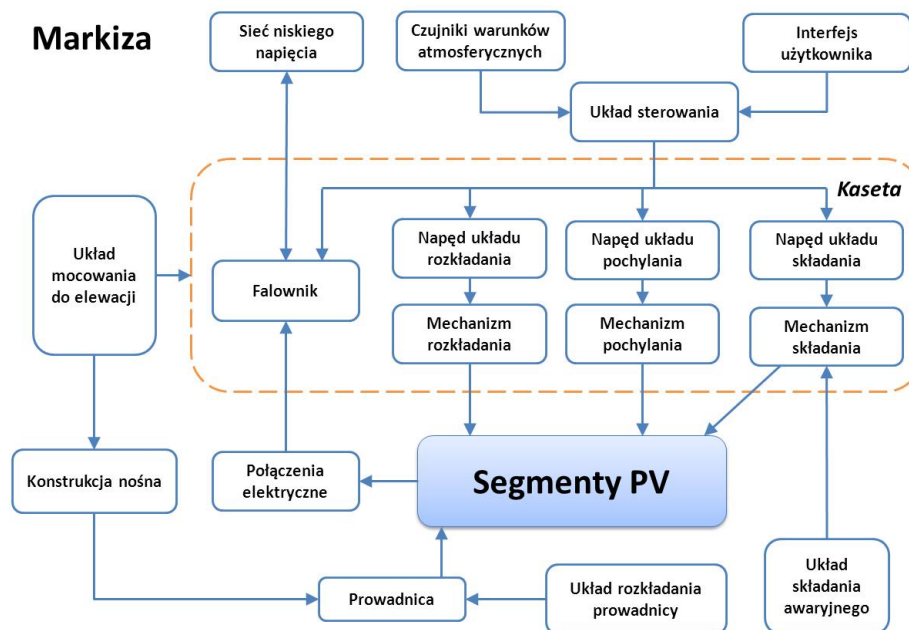 Markiza
Sieć niskiego
napięcia
Czujniki warunków
atmosferycznych
Interfejs
użytkownika
Układ sterowania
Kaseta
Układ
mocowania
do elewacji
Falownik
Napęd układu
rozkładania
Napęd układu
pochylania
Napęd układu
składania
Mechanizm
rozkładania
Mechanizm
pochylania
Mechanizm
składania
Konstrukcja nośna
Połączenia
elektryczne
Segmenty PV
Prowadnica
Układ rozkładania
prowadnicy
Układ
składania
awaryjnego